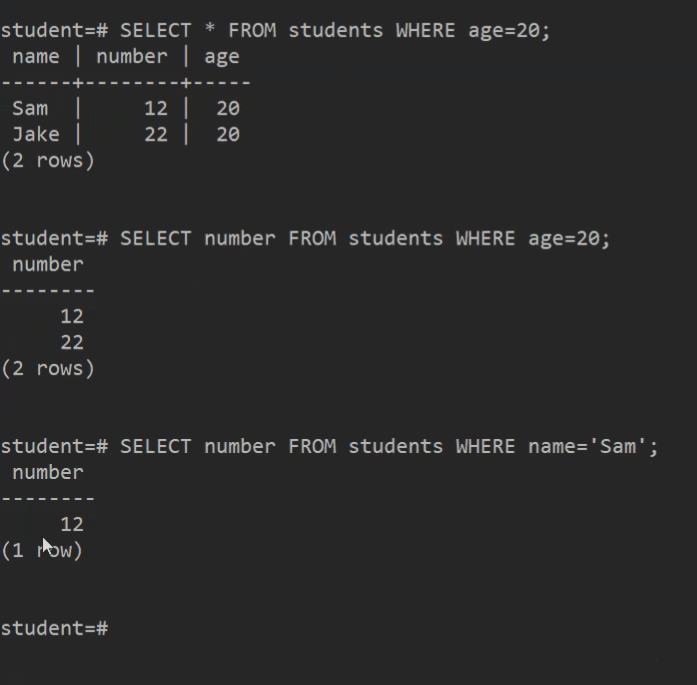 student=# SELECT * FROM students WHERE age=20;
 name | number | age
------+--------+-----
 Sam  |     12 |  20
 Jake |     22 |  20
(2 rows)
student=# SELECT number FROM students WHERE age=20;
 number
--------
     12
     22
(2 rows)
student=# SELECT number FROM students WHERE name='Sam';
 number
--------
     12
(1 row)
student=#